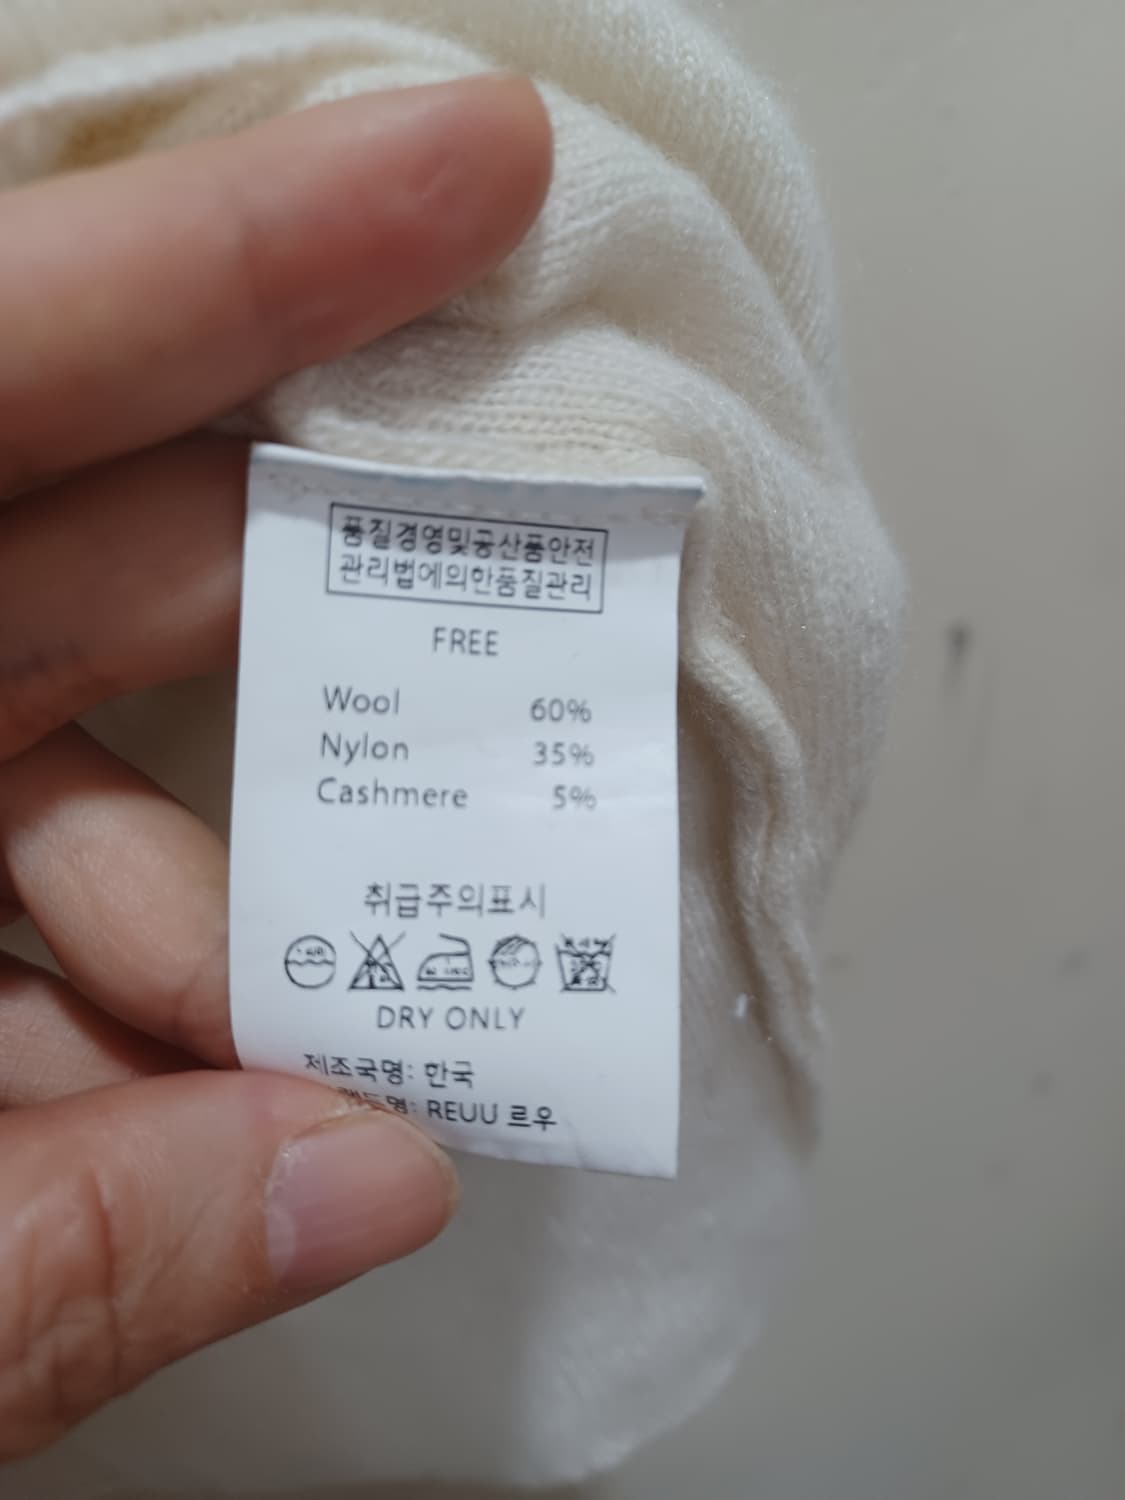 품질경영및공산품안전
관리법에의한품질관리
FREE
Wool 60%
Nylon 35%
Cashmere 5%
취급주의표시
DRY ONLY
제조국명: 한국
REUU 르우